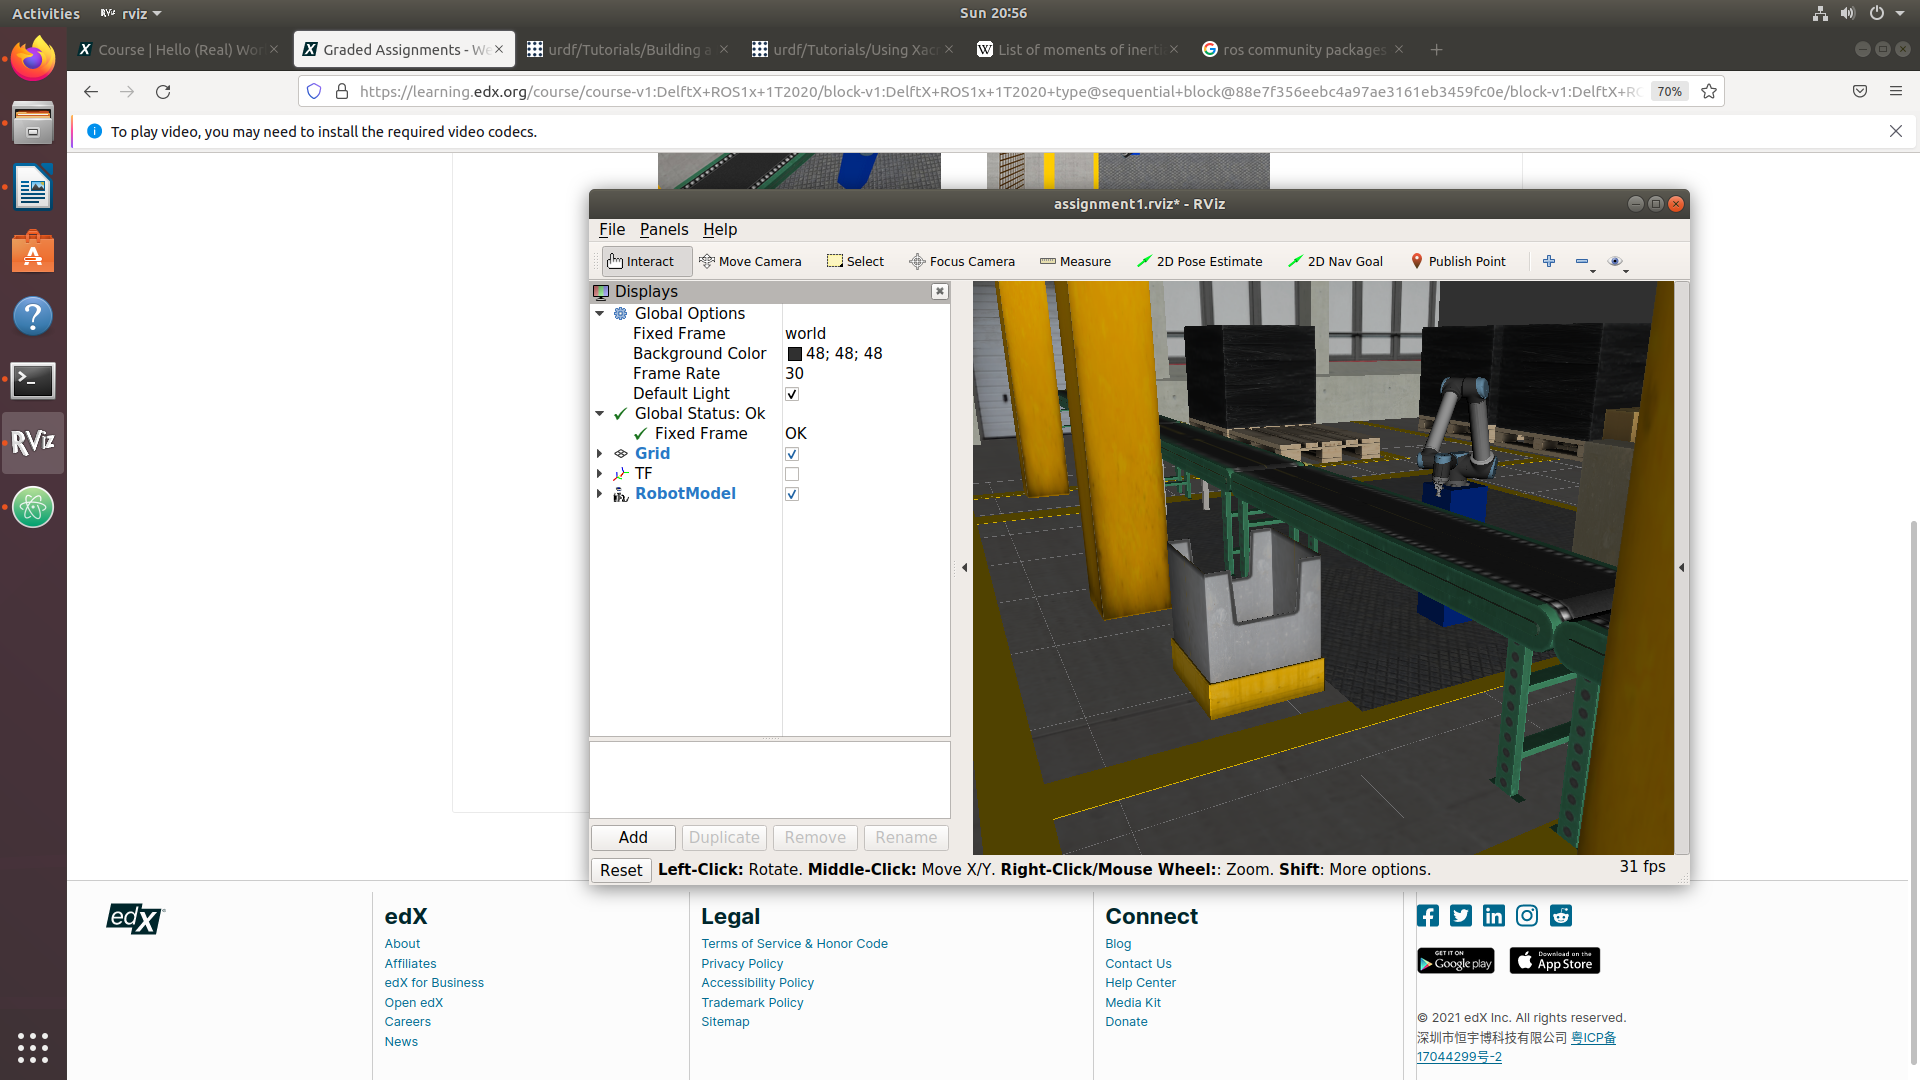 Activities
rviz
Sun 20:56
Course | Hello (Real) Wor
Graded Assignments - We
urdf/Tutorials/Building a
urdf/Tutorials/Using Xacr
List of moments of inertia
ros community packages
https://learning.edx.org/course/course-v1:DelftX+ROS1x+1T2020/block-v1:DelftX+ROS1x+1T2020+type@sequential+block@88e7f356eebc4a97ae3161eb3459fc0e/block-v1:DelftX+RO
70%
To play video, you may need to install the required video codecs.
RViz
assignment1.rviz* - RViz
File Panels Help
Interact
Move Camera
Select
Focus Camera
Measure
2D Pose Estimate
2D Nav Goal
Publish Point
Displays
Global Options
Fixed Frame world
Background Color 48; 48; 48
Frame Rate 30
Default Light
Global Status: Ok
Fixed Frame OK
Grid
TF
RobotModel
Add Duplicate Remove Rename
Reset Left-Click: Rotate. Middle-Click: Move X/Y. Right-Click/Mouse Wheel:: Zoom. Shift: More options.
31 fps
edX
edX
About
Affiliates
edX for Business
Open edX
Careers
News
Legal
Terms of Service & Honor Code
Privacy Policy
Accessibility Policy
Trademark Policy
Sitemap
Connect
Blog
Contact Us
Help Center
Media Kit
Donate
GET IT ON
Google play
Download on the
App Store
© 2021 edX Inc. All rights reserved.
深圳市恒宇博科技有限公司 粤ICP备
17044299号-2